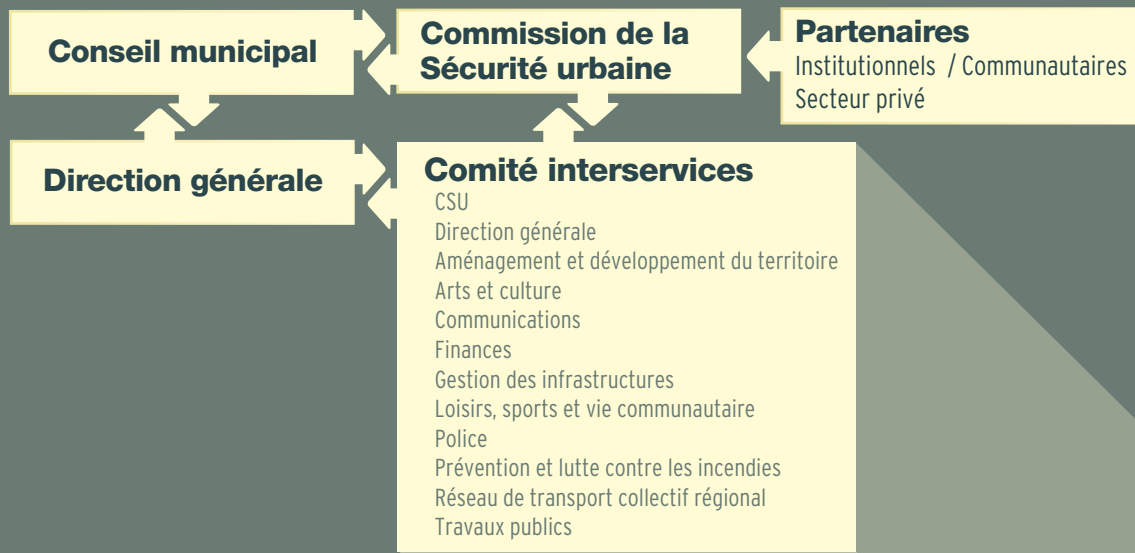 Conseil municipal
Commission de la
Sécurité urbaine
Partenaires
Institutionnels / Communautaires
Secteur privé
Direction générale
Comité interservices
CSU
Direction générale
Aménagement et développement du territoire
Arts et culture
Communications
Finances
Gestion des infrastructures
Loisirs, sports et vie communautaire
Police
Prévention et lutte contre les incendies
Réseau de transport collectif régional
Travaux publics